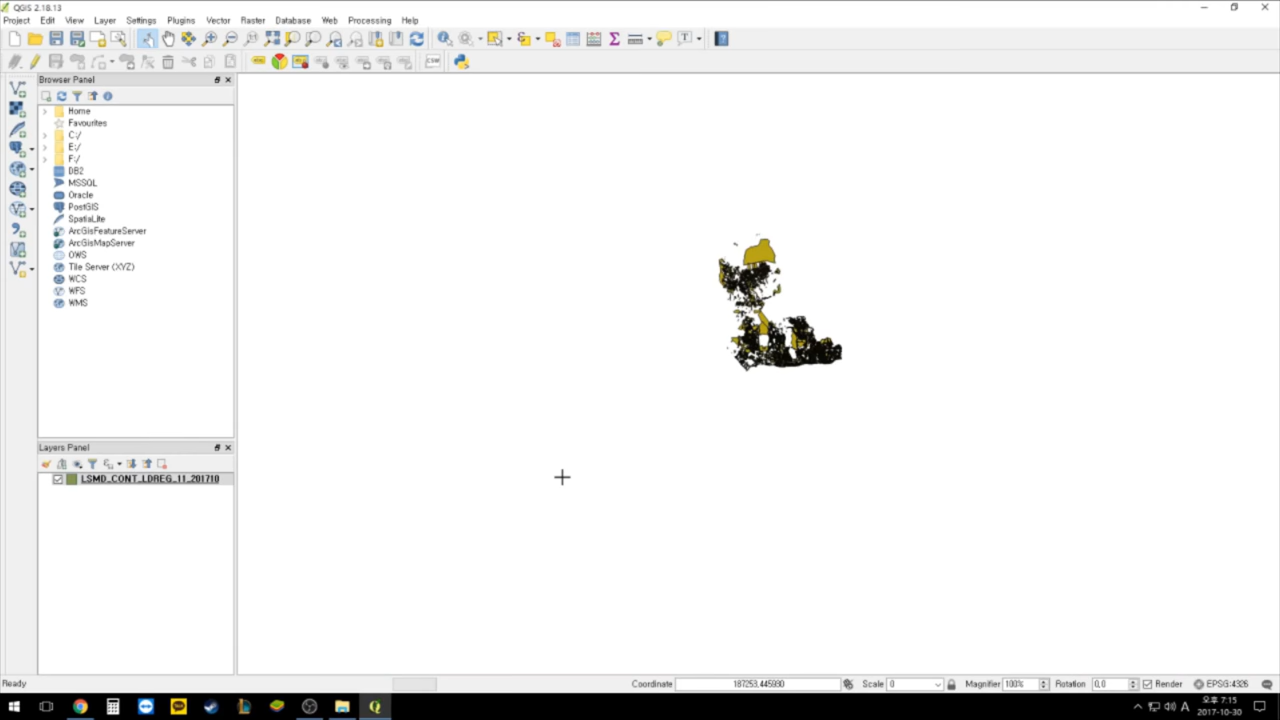 QGIS 2.18.13
Project Edit View Layer Settings Plugins Vector Raster Database Web Processing Help
Browser Panel
Home
Favourites
C:/
E:/
F:/
DB2
MSSQL
Oracle
PostGIS
SpatiaLite
ArcGisFeatureServer
ArcGisMapServer
OWS
Tile Server (XYZ)
WCS
WFS
WMS
Layers Panel
LSMD_CONT_LDREG_11_201710
Ready
Coordinate 187253,445930 Scale 0 Magnifier 100% Rotation 0,0 Render EPSG:4326
A 오후 7:15
2017-10-30